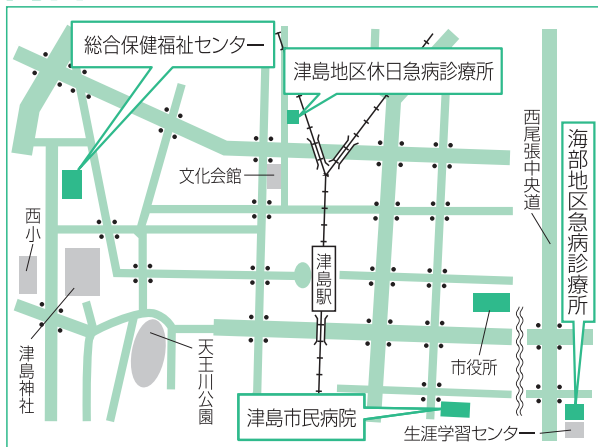 総合保健福祉センター
津島地区休日急病診療所
西尾張中央道
海部地区急病診療所
文化会館
西小
津島駅
市役所
津島神社
天王川公園
津島市民病院
生涯学習センター